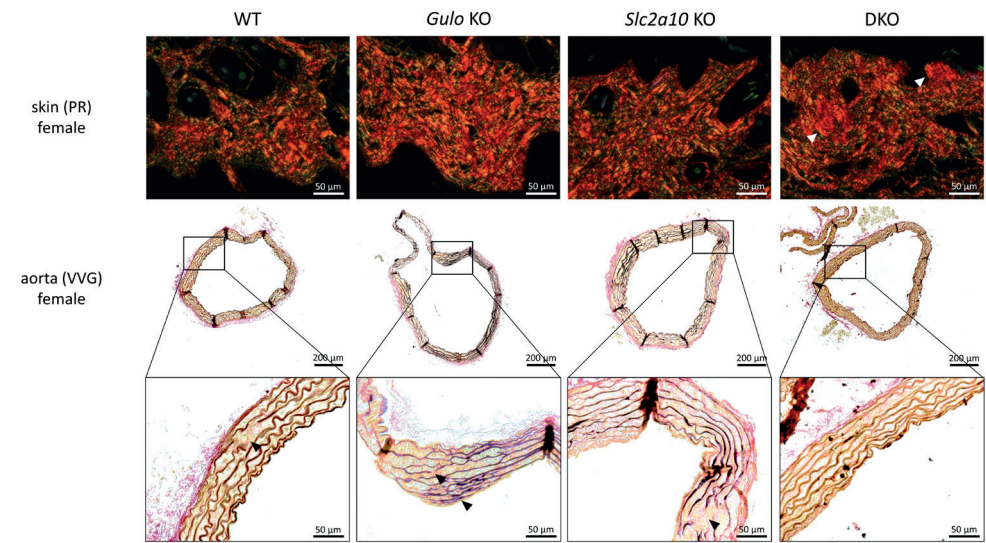 WT Gulo KO Slc2a10 KO DKO
skin (PR)
female
50 µm 50 µm 50 µm 50 µm
aorta (VVG)
female
200 µm 200 µm 200 µm 200 µm
50 µm 50 µm 50 µm 50 µm